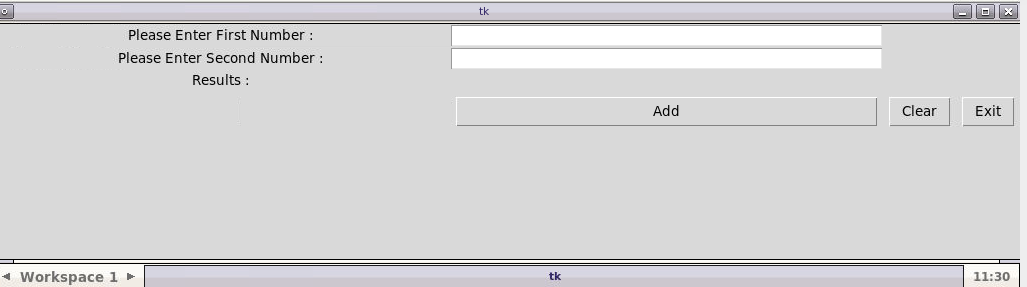 tk
Please Enter First Number :
Please Enter Second Number :
Results :
Add Clear Exit
Workspace 1 tk 11:30